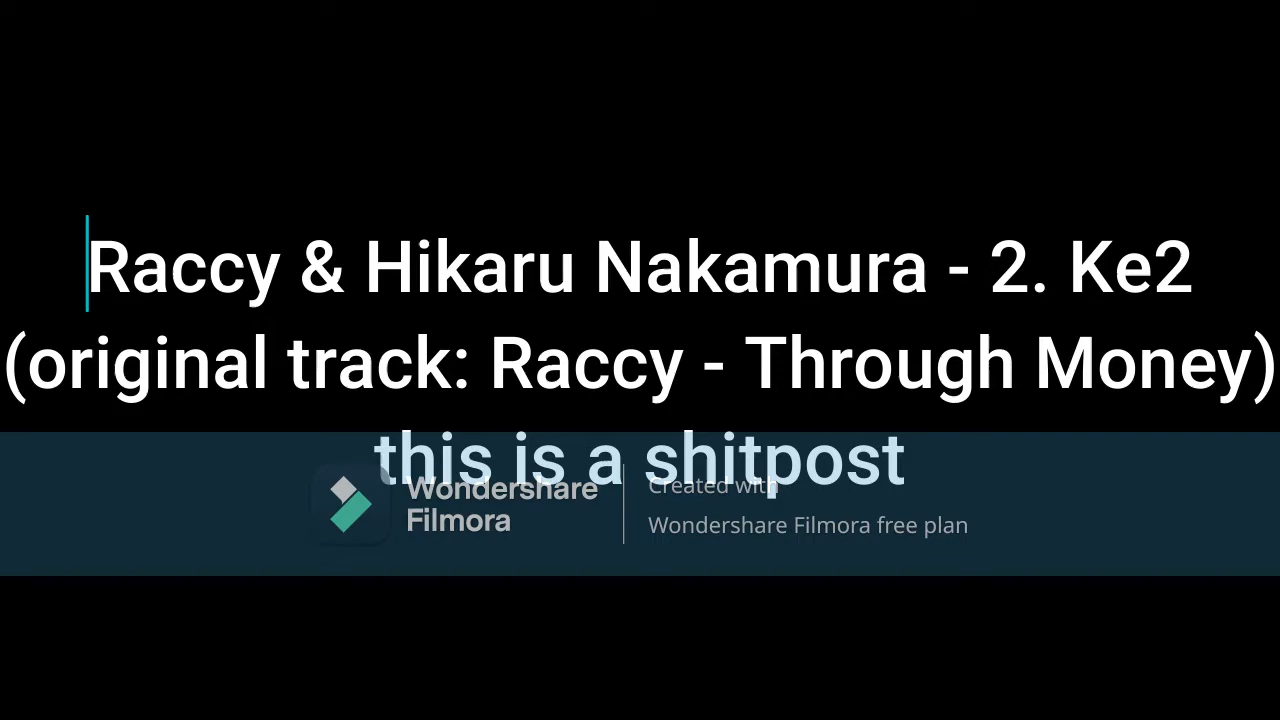 Raccy & Hikaru Nakamura - 2. Ke2
(original track: Raccy - Through Money)
this is a shitpost
Wondershare
Filmora
Created with
Wondershare Filmora free plan